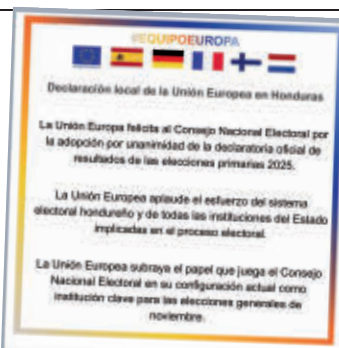 #EQUIPOEUROPA
Declaración local de la Unión Europea en Honduras
La Unión Europa felicita al Consejo Nacional Electoral por
la adopción por unanimidad de la declaratoria oficial de
resultados de las elecciones primarias 2025.
La Unión Europea aplaude el esfuerzo del sistema
electoral hondureño y de todas las instituciones del Estado
implicadas en el proceso electoral.
La Unión Europea subraya el papel que juega el Consejo
Nacional Electoral en su configuración actual como
institución clave para las elecciones generales de
noviembre.